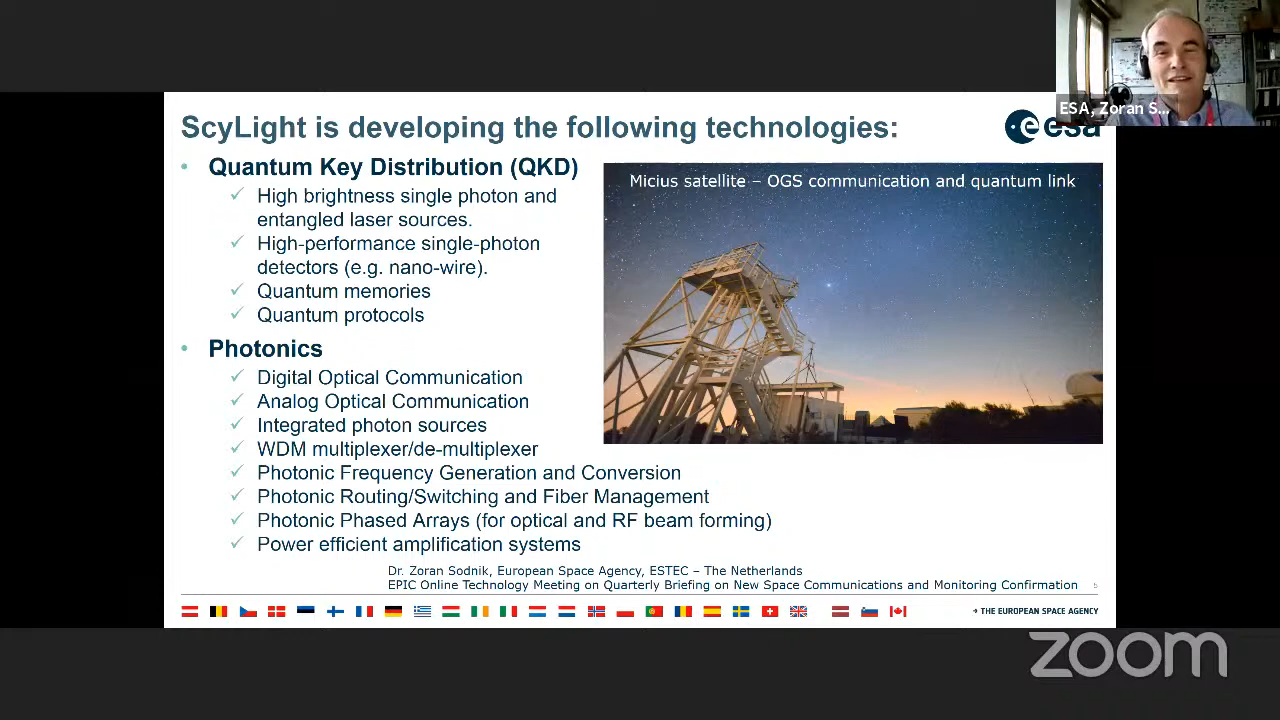 ESA, Zoran S...
ScyLight is developing the following technologies:
esa
• Quantum Key Distribution (QKD)
High brightness single photon and
entangled laser sources.
High-performance single-photon
detectors (e.g. nano-wire).
Quantum memories
Quantum protocols
Micius satellite – OGS communication and quantum link
• Photonics
Digital Optical Communication
Analog Optical Communication
Integrated photon sources
WDM multiplexer/de-multiplexer
Photonic Frequency Generation and Conversion
Photonic Routing/Switching and Fiber Management
Photonic Phased Arrays (for optical and RF beam forming)
Power efficient amplification systems
Dr. Zoran Sodnik, European Space Agency, ESTEC – The Netherlands
EPIC Online Technology Meeting on Quarterly Briefing on New Space Communications and Monitoring Confirmation
5
→ THE EUROPEAN SPACE AGENCY
zoom